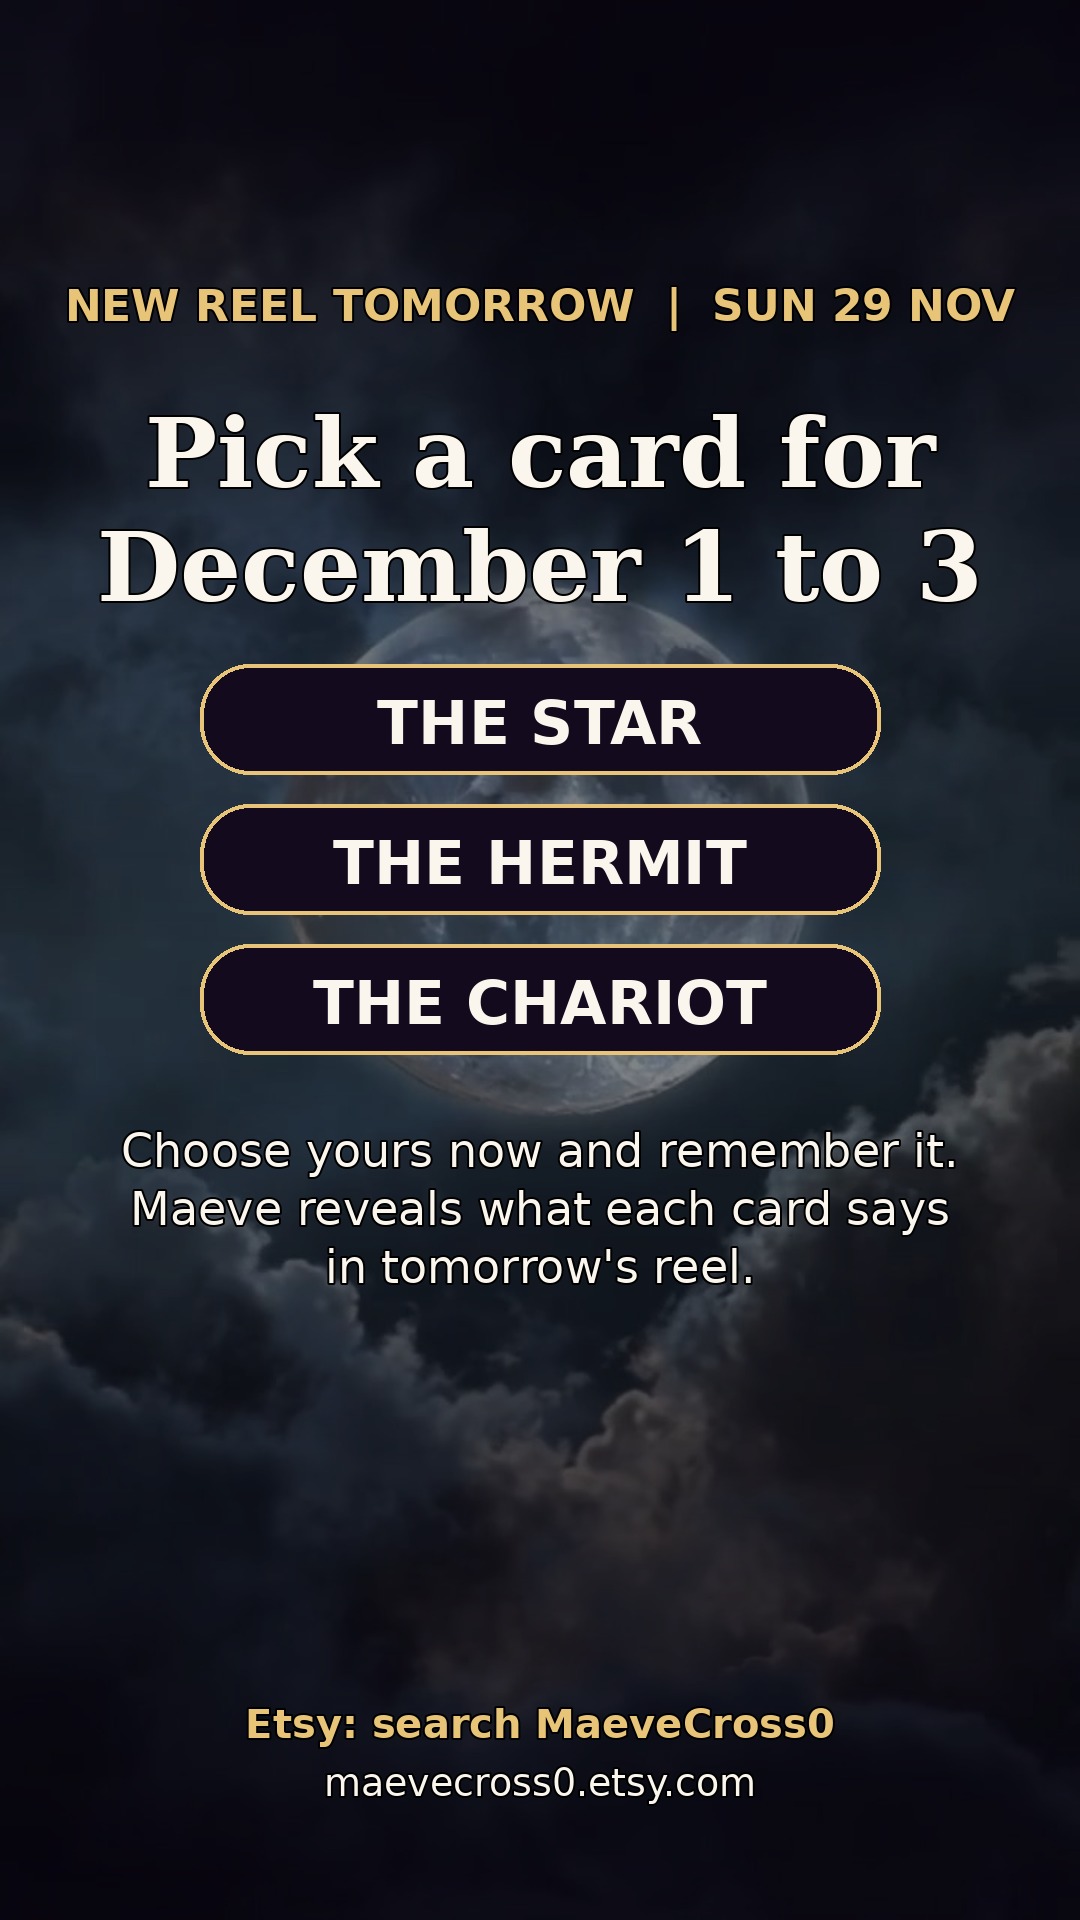 NEW REEL TOMORROW | SUN 29 NOV
Pick a card for
December 1 to 3
THE STAR
THE HERMIT
THE CHARIOT
Choose yours now and remember it.
Maeve reveals what each card says
in tomorrow's reel.
Etsy: search MaeveCross0
maevecross0.etsy.com